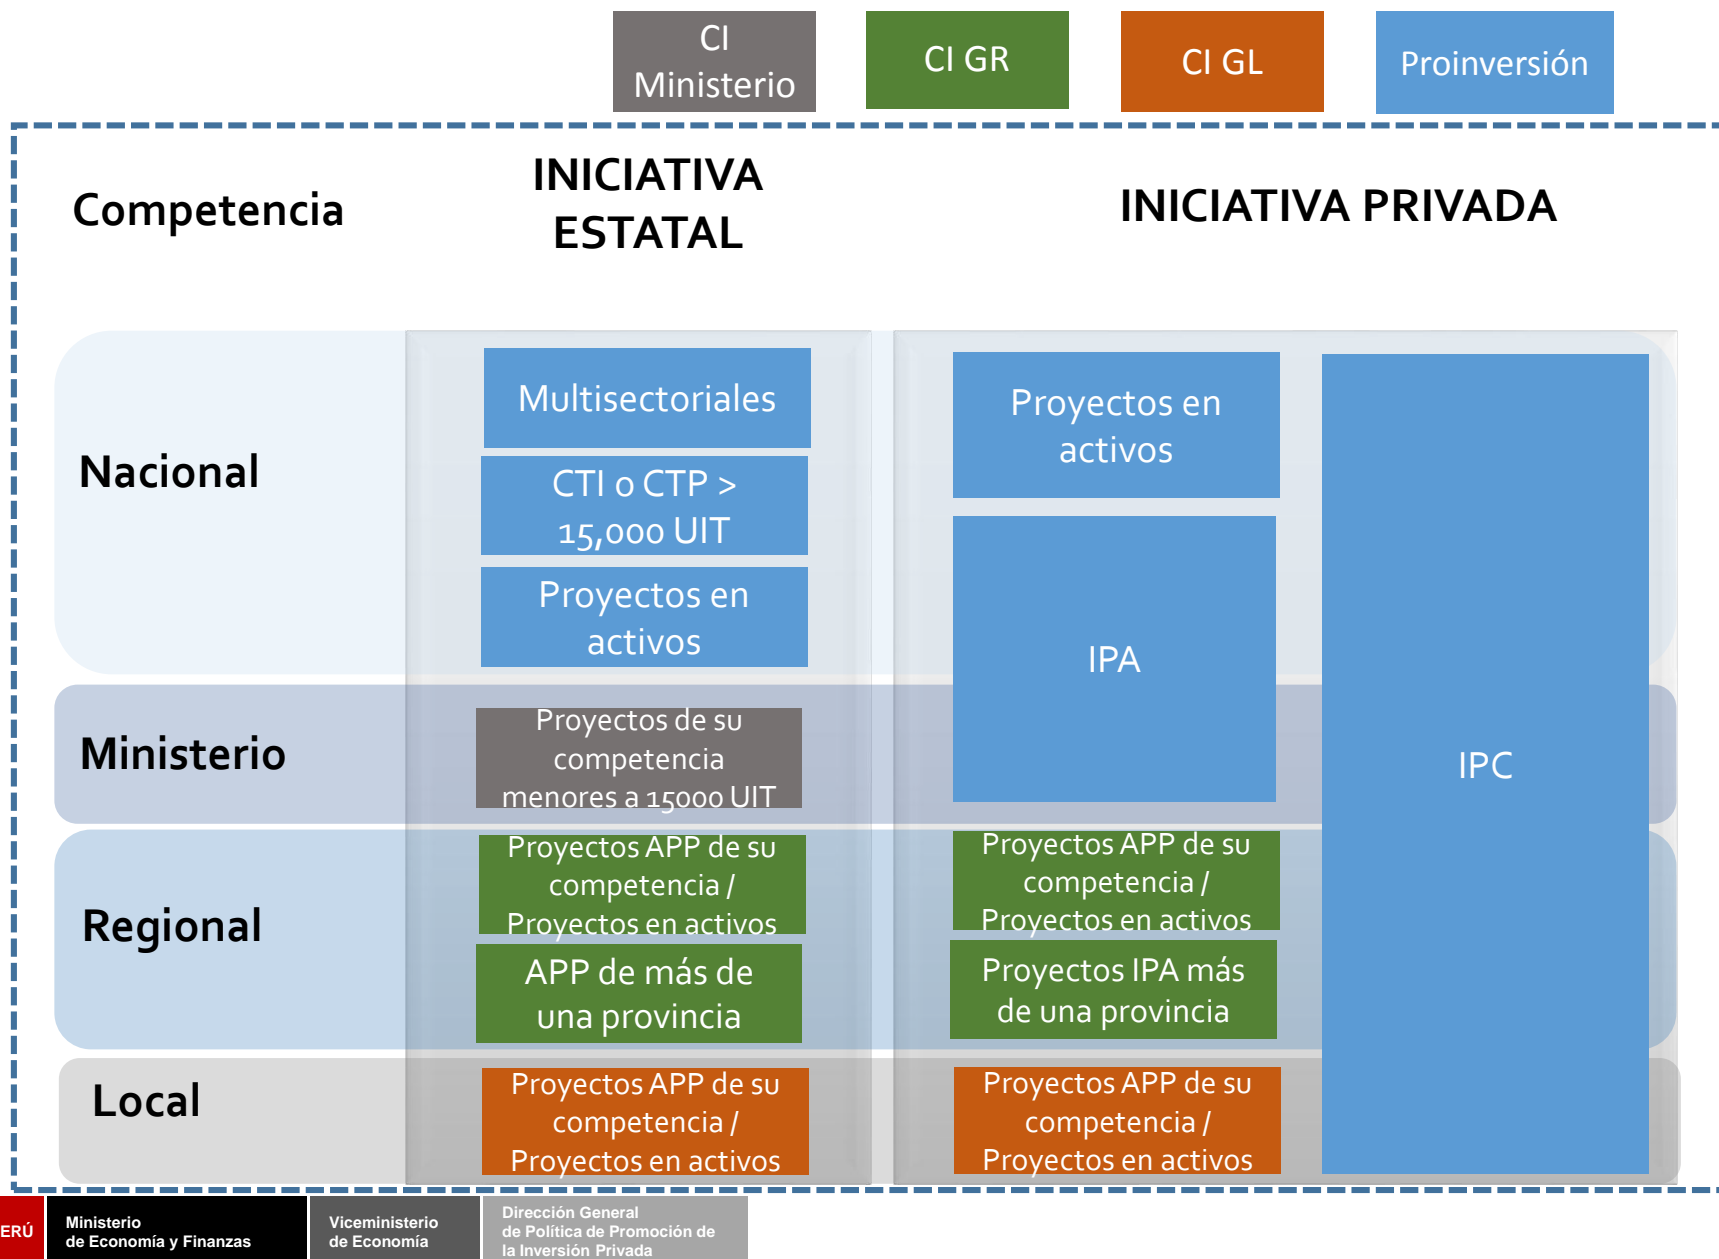 CI
Ministerio
CI GR
CI GL
Proinversión
Competencia
INICIATIVA
ESTATAL
INICIATIVA PRIVADA
Nacional
Multisectoriales
CTI o CTP >
15,000 UIT
Proyectos en
activos
Proyectos en
activos
IPA
IPC
Ministerio
Proyectos de su
competencia
menores a 15000 UIT
Regional
Proyectos APP de su
competencia /
Proyectos en activos
APP de más de
una provincia
Proyectos APP de su
competencia /
Proyectos en activos
Proyectos IPA más
de una provincia
Local
Proyectos APP de su
competencia /
Proyectos en activos
Proyectos APP de su
competencia /
Proyectos en activos
ERÚ
Ministerio
de Economía y Finanzas
Viceministerio
de Economía
Dirección General
de Política de Promoción de
la Inversión Privada